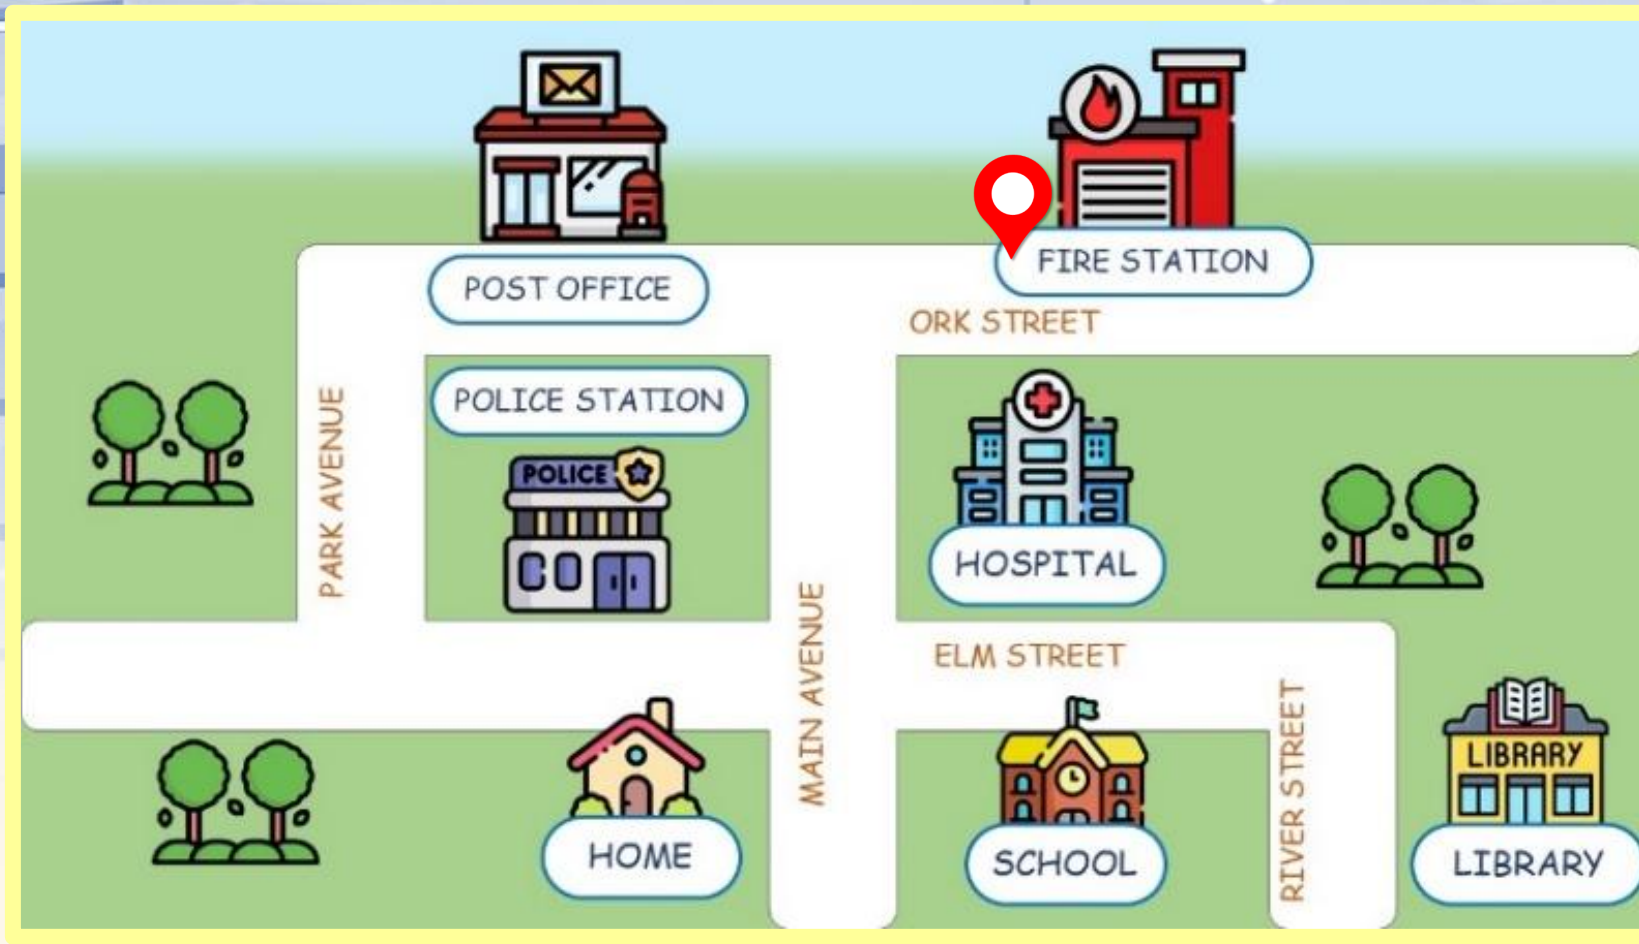 POST OFFICE
FIRE STATION
ORK STREET
POLICE STATION
POLICE
PARK AVENUE
HOSPITAL
MAIN AVENUE
ELM STREET
RIVER STREET
LIBRARY
HOME
SCHOOL
LIBRARY